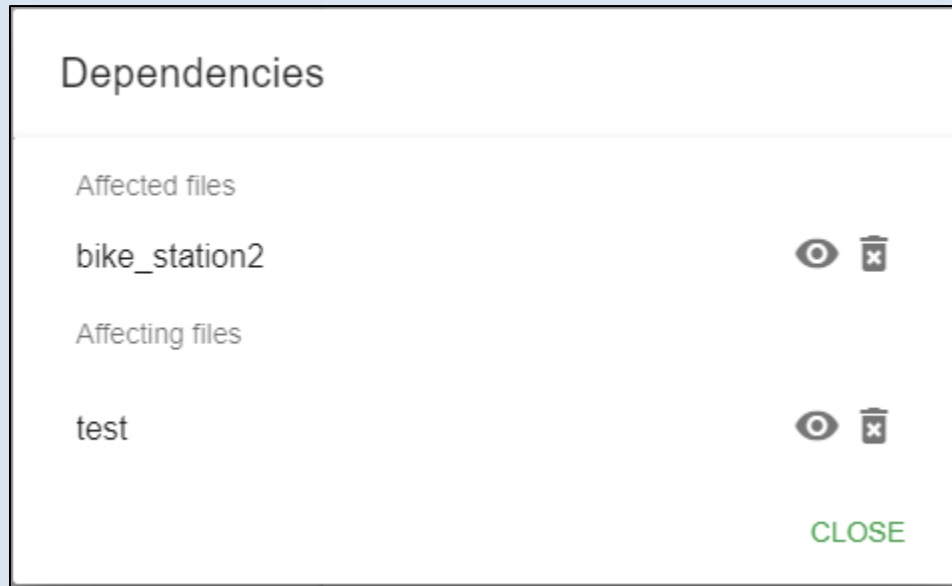 Dependencies
Affected files
bike_station2
Affecting files
test
CLOSE